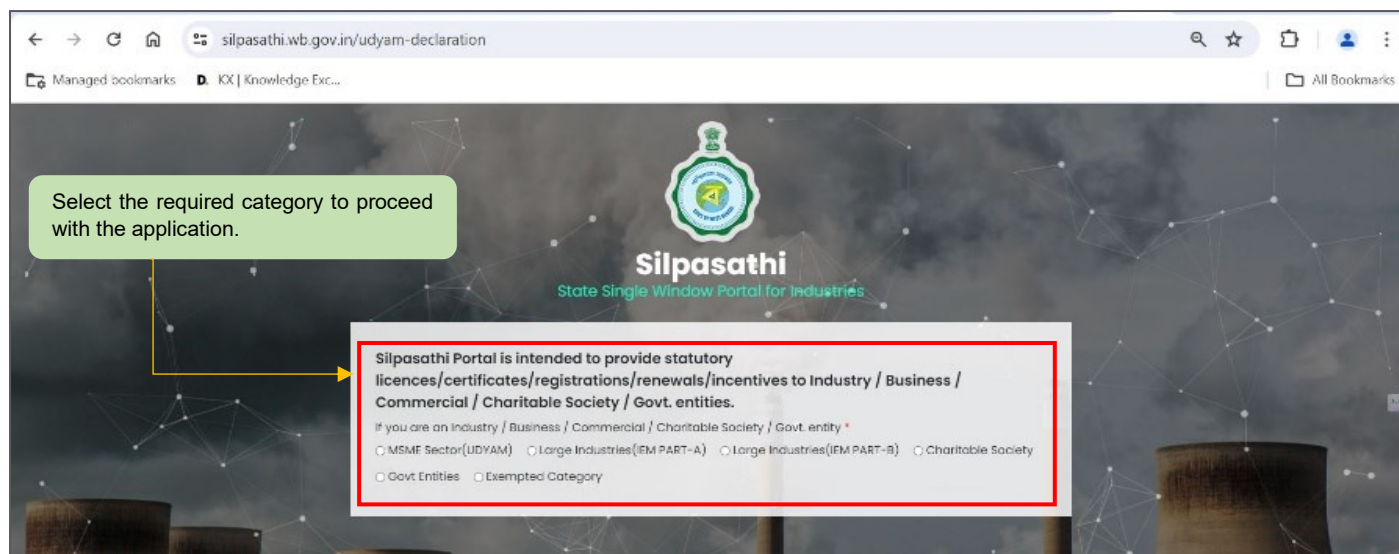 silpasathi.wb.gov.in/udyam-declaration
Managed bookmarks D. KX | Knowledge Exc... All Bookmarks
Select the required category to proceed
with the application.
Silpasathi
State Single Window Portal for Industries
Silpasathi Portal is intended to provide statutory
licences/certificates/registrations/renewals/incentives to Industry / Business /
Commercial / Charitable Society / Govt. entities.
If you are an Industry / Business / Commercial / Charitable Society / Govt. entity *
MSME Sector(UDYAM) Large Industries(IEM PART-A) Large Industries(IEM PART-B) Charitable Society
Govt Entities Exempted Category